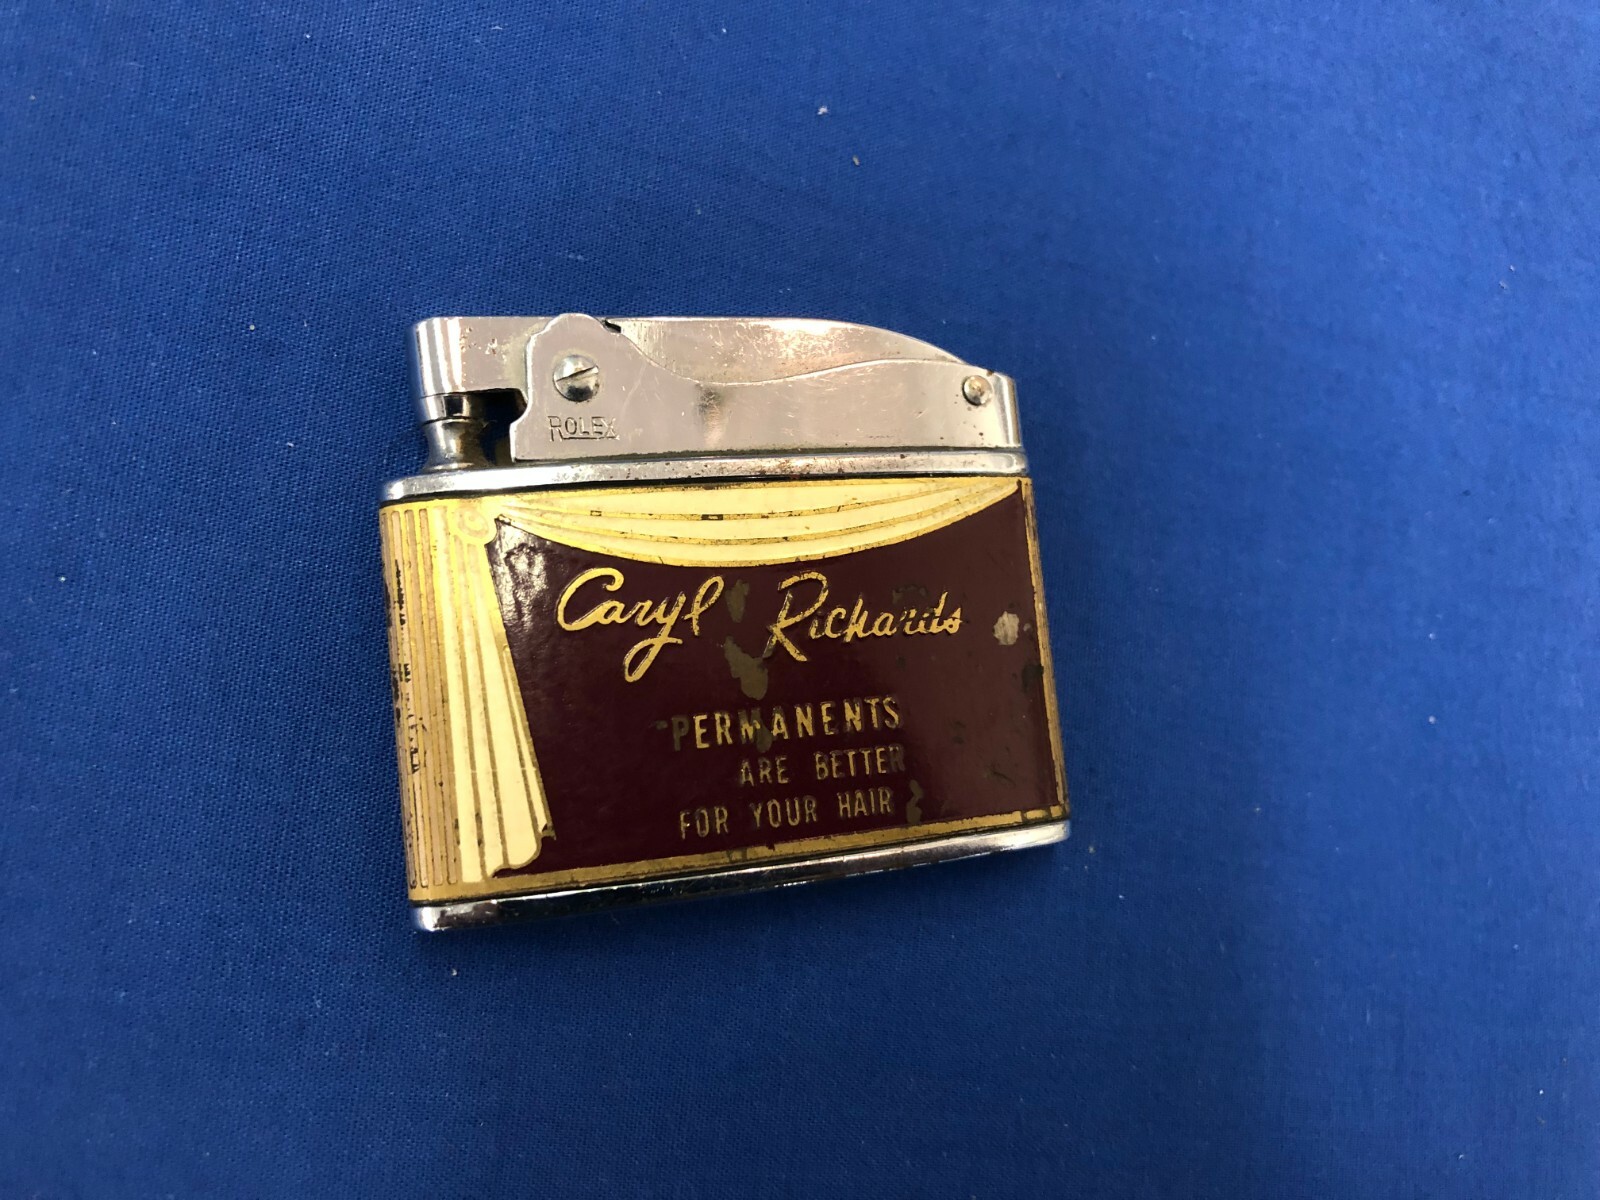 ROLEX
Caryl Richards
PERMANENTS
ARE BETTER
FOR YOUR HAIR